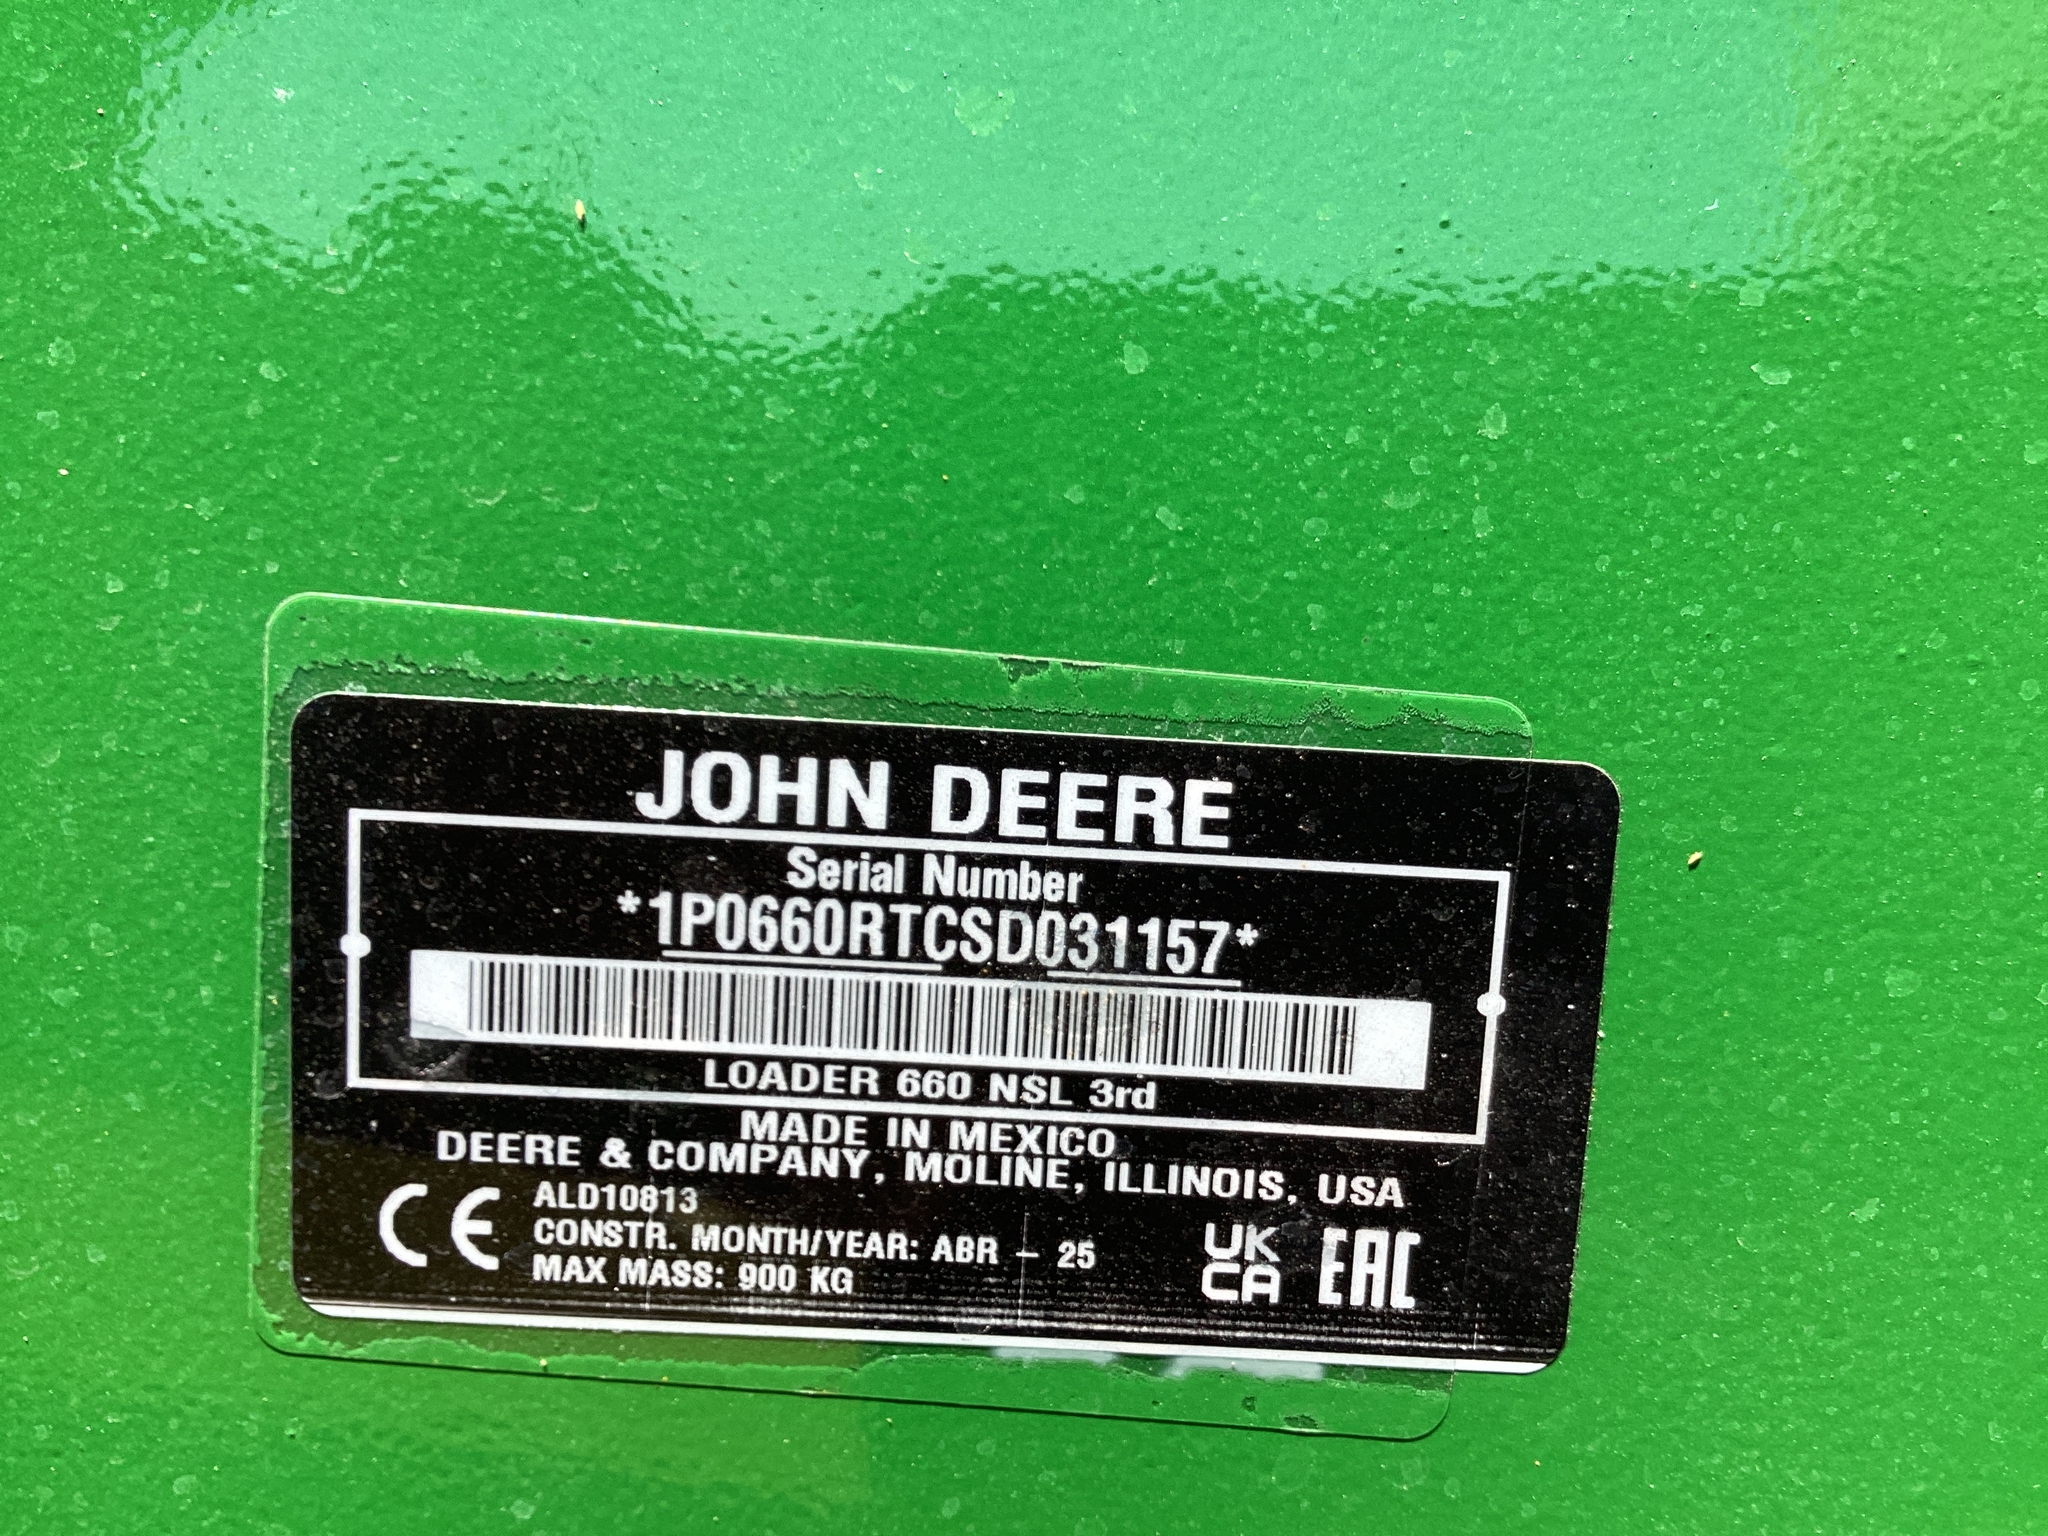 JOHN DEERE
Serial Number
*1P0660RTCSD031157*
LOADER 660 NSL 3rd
MADE IN MEXICO
DEERE & COMPANY, MOLINE, ILLINOIS, USA
CE
ALD10813
CONSTR. MONTH/YEAR: ABR - 25
MAX MASS: 900 KG
UK
CA
EAC